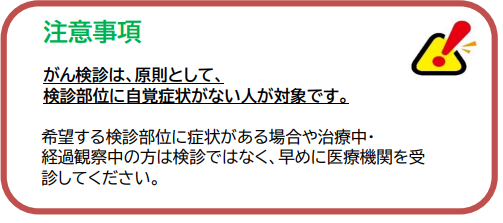 注意事項
がん検診は、原則として、
検診部位に自覚症状がない人が対象です。
希望する検診部位に症状がある場合や治療中・
経過観察中の方は検診ではなく、早めに医療機関を受
診してください。